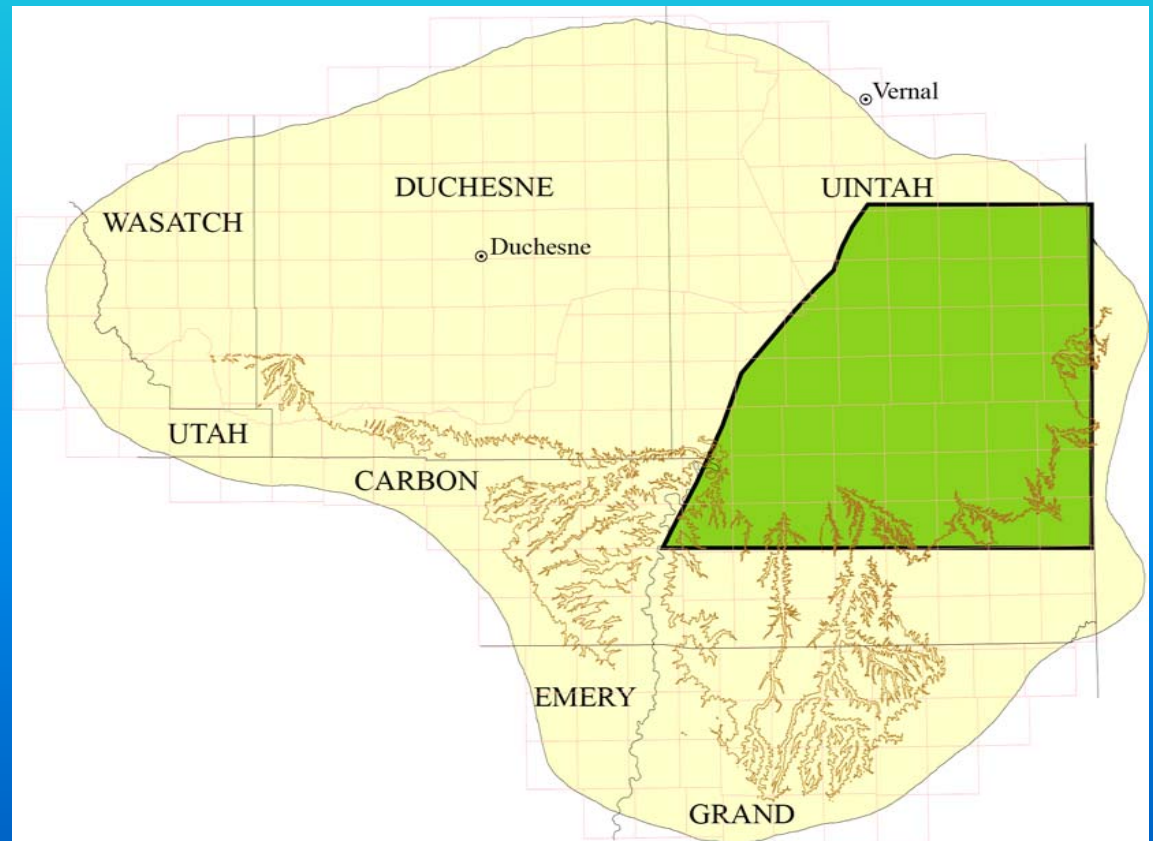 Vernal
DUCHESNE
UINTAH
WASATCH
Duchesne
UTAH
CARBON
EMERY
GRAND